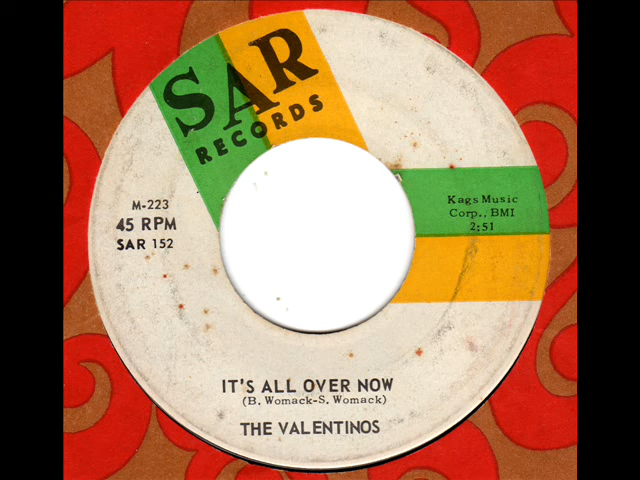 SAR
RECORDS
M-223
45 RPM
SAR 152
Kags Music
Corp., BMI
2:51
IT'S ALL OVER NOW
(B. Womack-S. Womack)
THE VALENTINOS